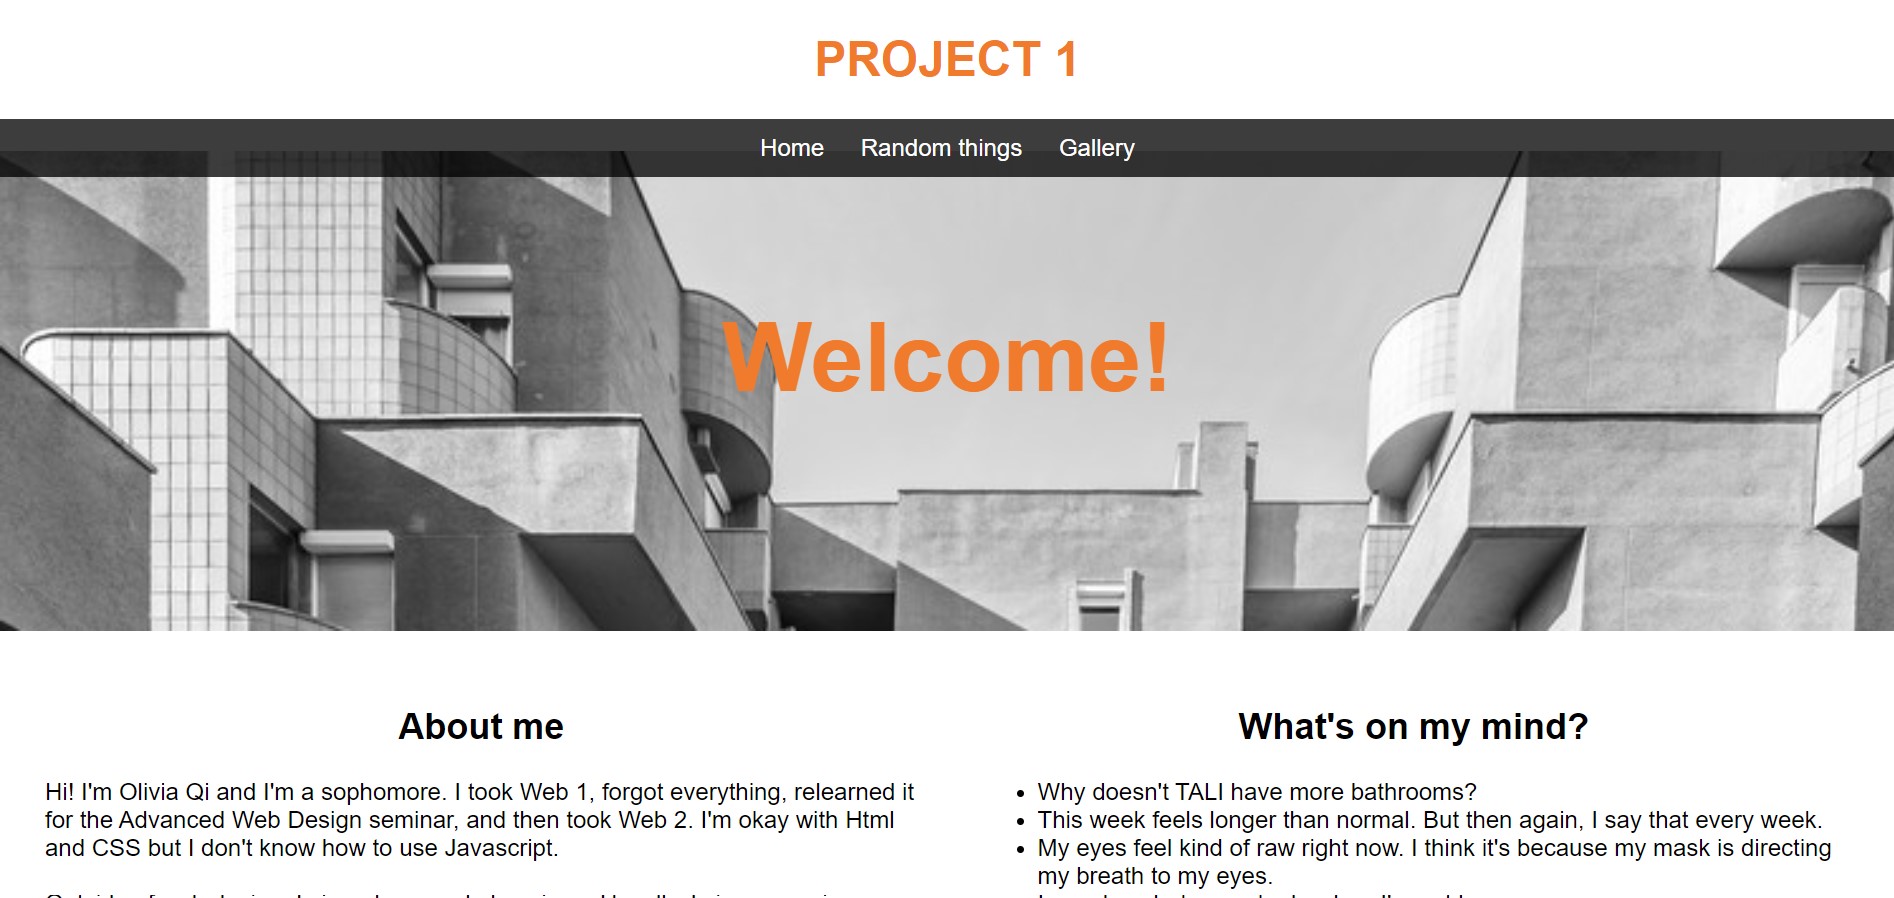 PROJECT 1
Home Random things Gallery
Welcome!
About me
Hi! I'm Olivia Qi and I'm a sophomore. I took Web 1, forgot everything, relearned it
for the Advanced Web Design seminar, and then took Web 2. I'm okay with Html
and CSS but I don't know how to use Javascript.
What's on my mind?
• Why doesn't TALI have more bathrooms?
• This week feels longer than normal. But then again, I say that every week.
• My eyes feel kind of raw right now. I think it's because my mask is directing
my breath to my eyes.